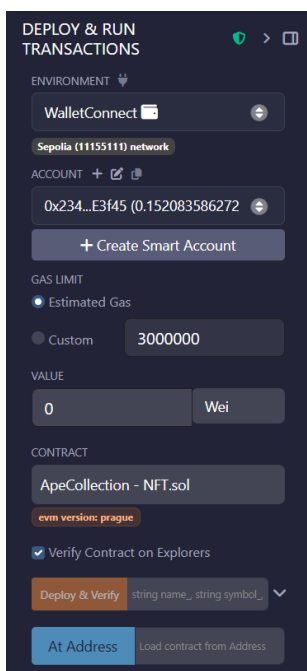 DEPLOY & RUN
TRANSACTIONS
ENVIRONMENT
WalletConnect
Sepolia (11155111) network
ACCOUNT
0x234...E3f45 (0.152083586272
+ Create Smart Account
GAS LIMIT
Estimated Gas
Custom
3000000
VALUE
0
Wei
CONTRACT
ApeCollection - NFT.sol
evm version: prague
Verify Contract on Explorers
Deploy & Verify
string name_, string symbol_,
At Address
Load contract from Address